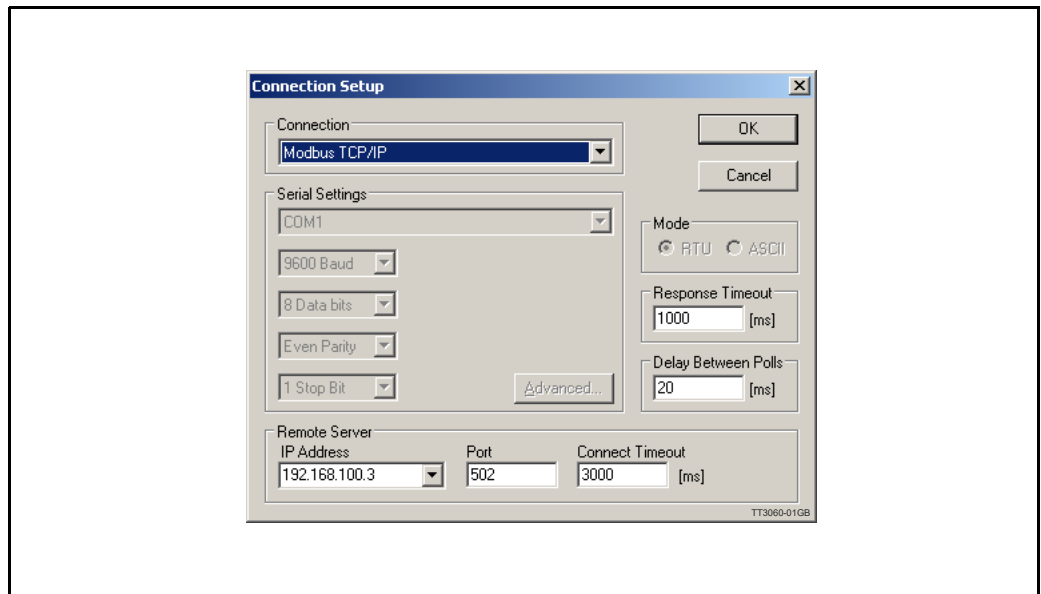 Connection Setup
Connection
OK
Modbus TCP/IP
Cancel
Serial Settings
COM1
Mode
RTU ASCII
9600 Baud
8 Data bits
Response Timeout
1000 [ms]
Even Parity
Delay Between Polls
1 Stop Bit
Advanced...
20 [ms]
Remote Server
IP Address Port Connect Timeout
192.168.100.3 502 3000 [ms]
TT3060-01GB